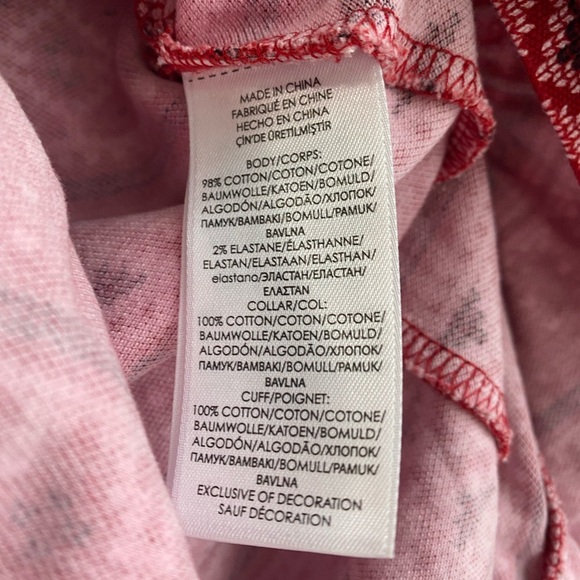 MADE IN CHINA
FABRIQUÉ EN CHINE
HECHO EN CHINA
ÇİN'DE ÜRETİLMİŞTİR
BODY/CORPS:
98% COTTON/COTON/COTONE/
BAUMWOLLE/KATOEN/BOMULD/
ALGODÓN/ALGODÃO/ХЛОПОК/
ПАМУК/ΒΑΜΒΑΚΙ/BOMULL/PAMUK/
BAVLNA
2% ELASTANE/ÉLASTHANNE/
ELASTAN/ELASTAAN/ELASTHAN/
elastano/ЭЛАСТАН/ЕЛАСТАН/
ΕΛΑΣΤΑΝ
COLLAR/COL:
100% COTTON/COTON/COTONE/
BAUMWOLLE/KATOEN/BOMULD/
ALGODÓN/ALGODÃO/ХЛОПОК/
ПАМУК/ΒΑΜΒΑΚΙ/BOMULL/PAMUK/
BAVLNA
CUFF/POIGNET:
100% COTTON/COTON/COTONE/
BAUMWOLLE/KATOEN/BOMULD/
ALGODÓN/ALGODÃO/ХЛОПОК/
ПАМУК/ΒΑΜΒΑΚΙ/BOMULL/PAMUK/
BAVLNA
EXCLUSIVE OF DECORATION
SAUF DÉCORATION